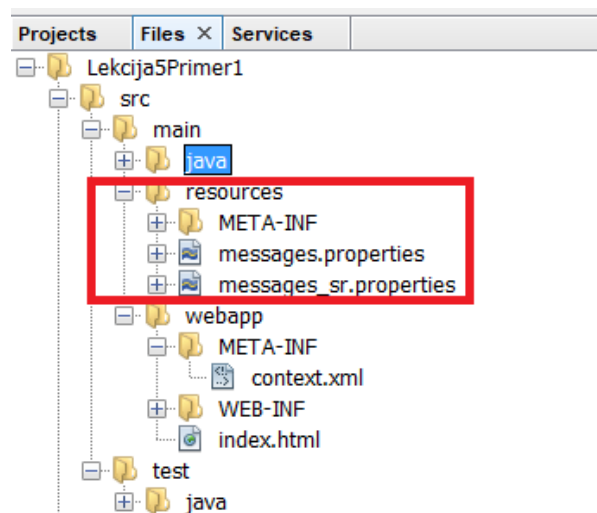 Projects Files × Services
Lekcija5Primer1
src
main
java
resources
META-INF
messages.properties
messages_sr.properties
webapp
META-INF
context.xml
WEB-INF
index.html
test
java